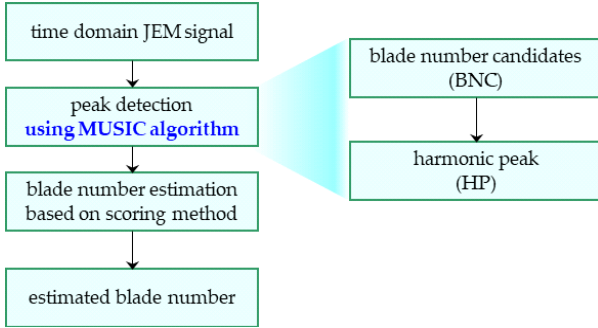 time domain JEM signal
peak detection
using MUSIC algorithm
blade number estimation
based on scoring method
estimated blade number
blade number candidates
(BNC)
harmonic peak
(HP)